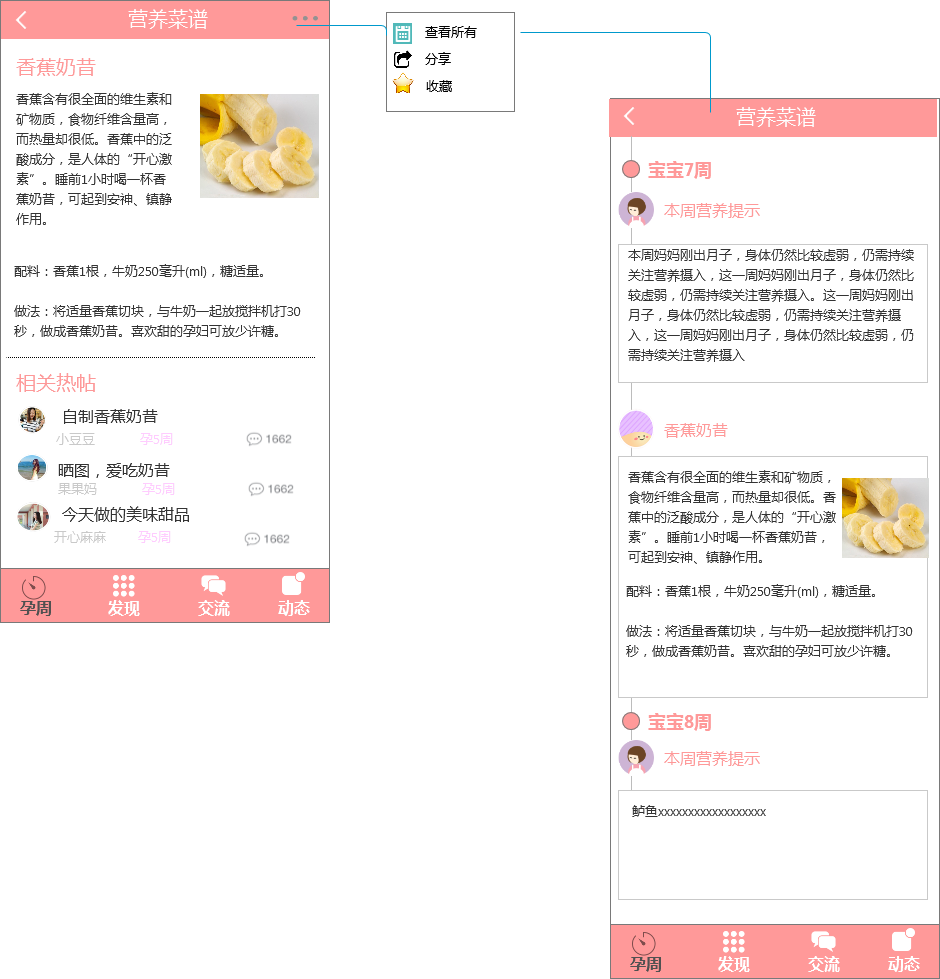 营养菜谱
香蕉奶昔
香蕉含有很全面的维生素和
矿物质，食物纤维含量高，
而热量却很低。香蕉中的泛
酸成分，是人体的“开心激
素”。睡前1小时喝一杯香
蕉奶昔，可起到安神、镇静
作用。
配料：香蕉1根，牛奶250毫升(ml)，糖适量。
做法：将适量香蕉切块，与牛奶一起放搅拌机打30
秒，做成香蕉奶昔。喜欢甜的孕妇可放少许糖。
相关热帖
自制香蕉奶昔
小豆豆 孕5周 1662
晒图，爱吃奶昔
果果妈 孕5周 1662
今天做的美味甜品
开心麻麻 孕5周 1662
孕周 发现 交流 动态
查看所有
分享
收藏
营养菜谱
宝宝7周
本周营养提示
本周妈妈刚出月子，身体仍然比较虚弱，仍需持续
关注营养摄入，这一周妈妈刚出月子，身体仍然比
较虚弱，仍需持续关注营养摄入。这一周妈妈刚出
月子，身体仍然比较虚弱，仍需持续关注营养摄
入，这一周妈妈刚出月子，身体仍然比较虚弱，仍
需持续关注营养摄入
香蕉奶昔
香蕉含有很全面的维生素和矿物质，
食物纤维含量高，而热量却很低。香
蕉中的泛酸成分，是人体的“开心激
素”。睡前1小时喝一杯香蕉奶昔，
可起到安神、镇静作用。
配料：香蕉1根，牛奶250毫升(ml)，糖适量。
做法：将适量香蕉切块，与牛奶一起放搅拌机打30
秒，做成香蕉奶昔。喜欢甜的孕妇可放少许糖。
宝宝8周
本周营养提示
鲈鱼xxxxxxxxxxxxxxxxxx
孕周 发现 交流 动态